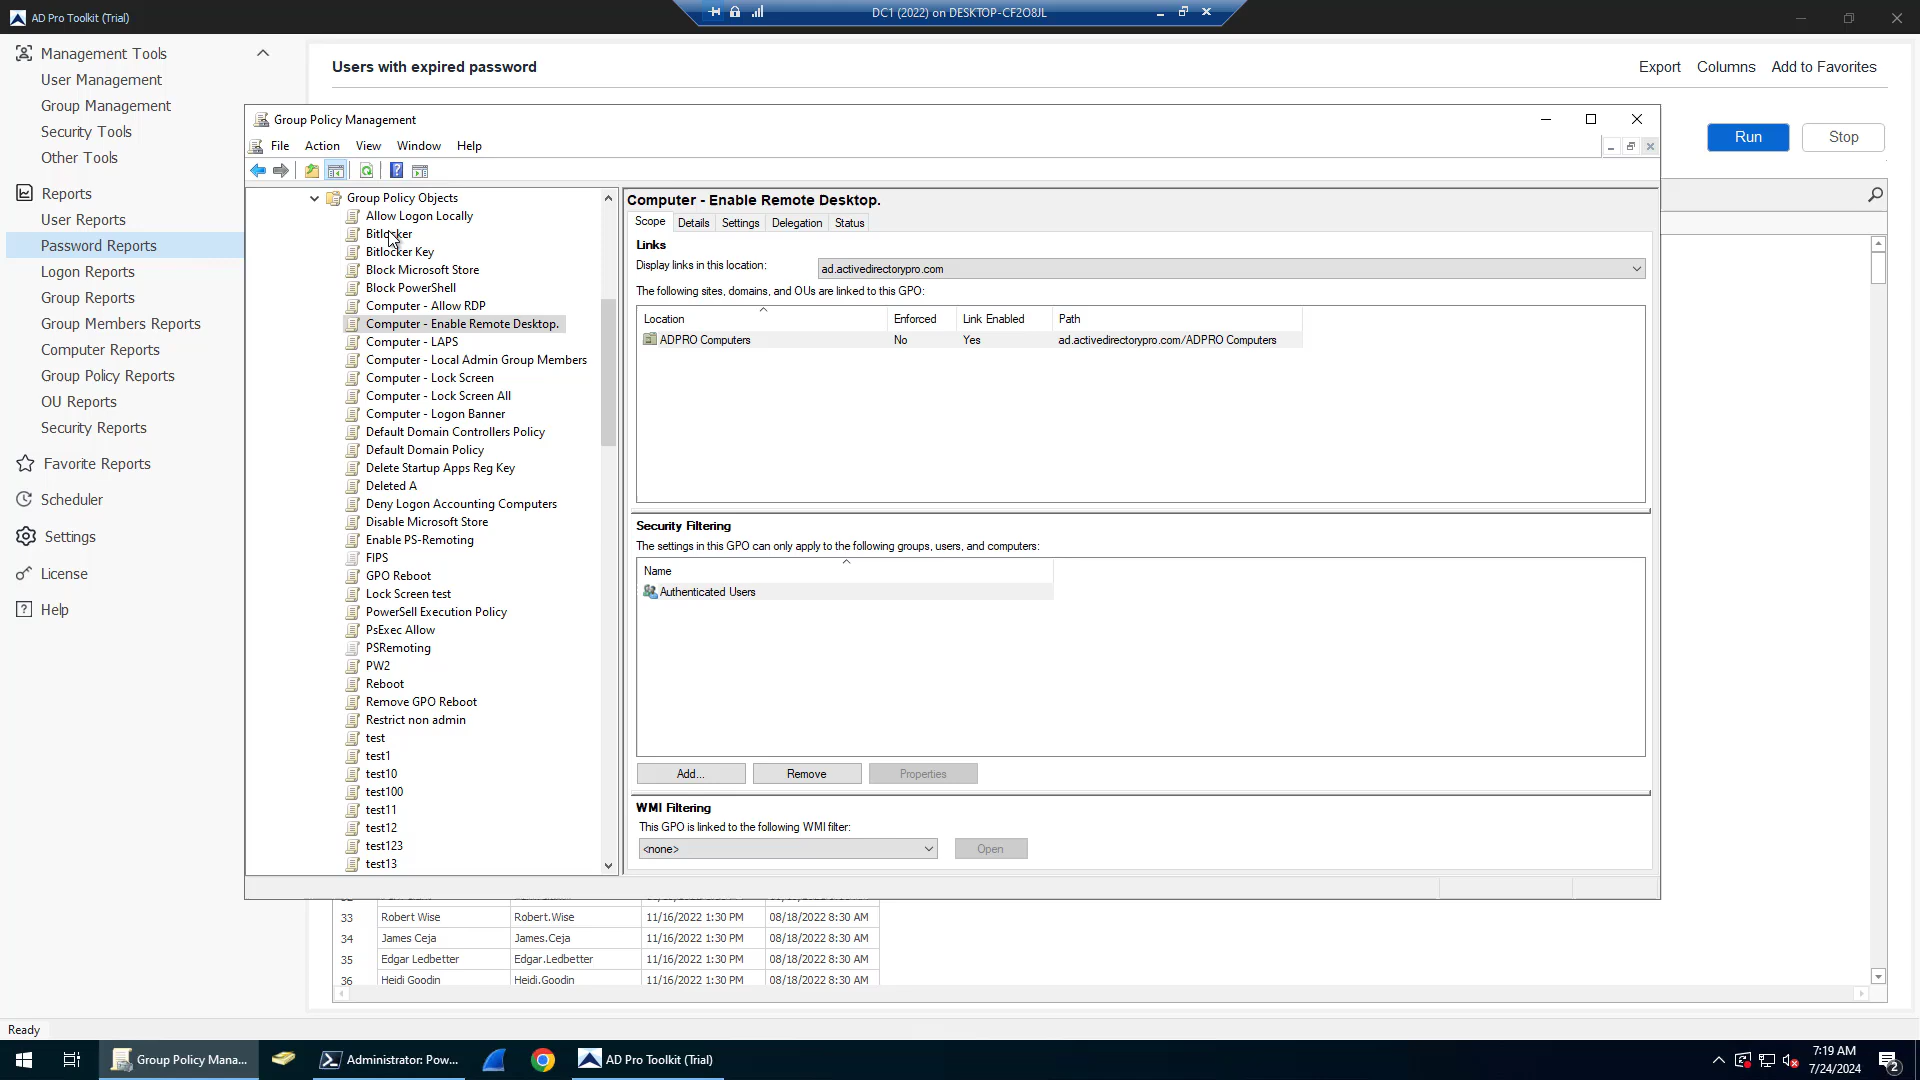 AD Pro Toolkit (Trial)
DC1 (2022) on DESKTOP-CF2O8JL
Management Tools
User Management
Group Management
Security Tools
Other Tools
Reports
User Reports
Password Reports
Logon Reports
Group Reports
Group Members Reports
Computer Reports
Group Policy Reports
OU Reports
Security Reports
Favorite Reports
Scheduler
Settings
License
Help
Users with expired password
Export Columns Add to Favorites
Run Stop
Group Policy Management
File Action View Window Help
Group Policy Objects
Allow Logon Locally
Bitlocker
Bitlocker Key
Block Microsoft Store
Block PowerShell
Computer - Allow RDP
Computer - Enable Remote Desktop.
Computer - LAPS
Computer - Local Admin Group Members
Computer - Lock Screen
Computer - Lock Screen All
Computer - Logon Banner
Default Domain Controllers Policy
Default Domain Policy
Delete Startup Apps Reg Key
Deleted A
Deny Logon Accounting Computers
Disable Microsoft Store
Enable PS-Remoting
FIPS
GPO Reboot
Lock Screen test
PowerSell Execution Policy
PsExec Allow
PSRemoting
PW2
Reboot
Remove GPO Reboot
Restrict non admin
test
test1
test10
test100
test11
test12
test123
test13
Computer - Enable Remote Desktop.
Scope Details Settings Delegation Status
Links
Display links in this location: ad.activedirectorypro.com
The following sites, domains, and OUs are linked to this GPO:
Location Enforced Link Enabled Path
ADPRO Computers No Yes ad.activedirectorypro.com/ADPRO Computers
Security Filtering
The settings in this GPO can only apply to the following groups, users, and computers:
Name
Authenticated Users
Add... Remove Properties
WMI Filtering
This GPO is linked to the following WMI filter:
<none> Open
33 Robert Wise Robert.Wise 11/16/2022 1:30 PM 08/18/2022 8:30 AM
34 James Ceja James.Ceja 11/16/2022 1:30 PM 08/18/2022 8:30 AM
35 Edgar Ledbetter Edgar.Ledbetter 11/16/2022 1:30 PM 08/18/2022 8:30 AM
36 Heidi Goodin Heidi.Goodin 11/16/2022 1:30 PM 08/18/2022 8:30 AM
Ready
Group Policy Mana... Administrator: Pow... AD Pro Toolkit (Trial)
7:19 AM
7/24/2024
2